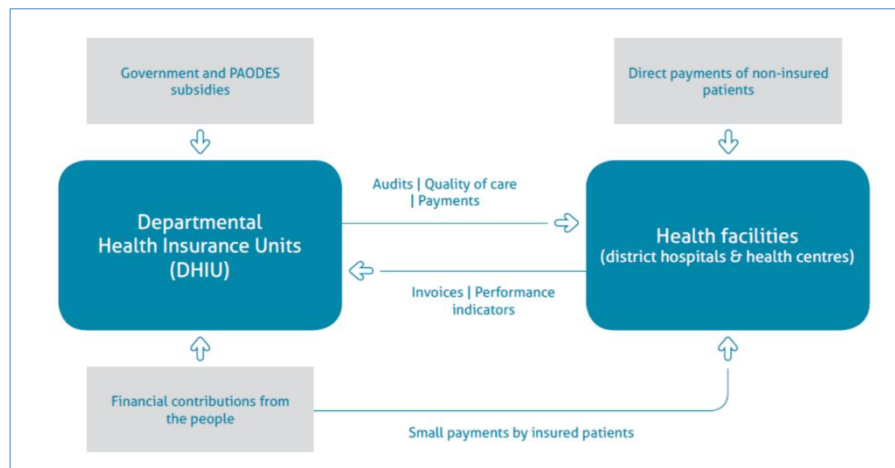 Government and PAODES
subsidies
Direct payments of non-insured
patients
Departmental
Health Insurance Units
(DHIU)
Audits | Quality of care
| Payments
Health facilities
(district hospitals & health centres)
Invoices | Performance
indicators
Financial contributions from
the people
Small payments by insured patients